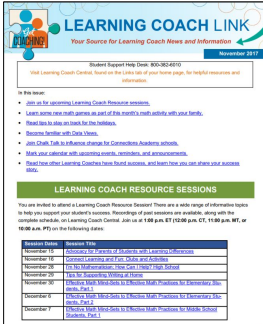 COACHING!
LEARNING COACH LINK
Your Source for Learning Coach News and Information
November 2017
Student Support Help Desk: 800-382-6010
Visit Learning Coach Central, found on the Links tab of your home page, for helpful resources and
information.
In this issue:
• Join us for upcoming Learning Coach Resource sessions.
• Learn some new math games as part of this month's math activity with your family.
• Read tips to stay on track for the holidays.
• Become familiar with Data Views.
• Join Chalk Talk to influence change for Connections Academy schools.
• Mark your calendar with upcoming events, reminders, and announcements.
• Read how other Learning Coaches have found success, and learn how you can share your success
story.
LEARNING COACH RESOURCE SESSIONS
You are invited to attend a Learning Coach Resource Session! There are a wide range of informative topics
to help you support your student's success. Recordings of past sessions are available, along with the
complete schedule, on Learning Coach Central. Join us at 1:00 p.m. ET (12:00 p.m. CT, 11:00 p.m. MT, or
10:00 a.m. PT) on the following dates:
Session Dates Session Title
November 15 Advocacy for Parents of Students with Learning Differences
November 16 Connect Learning and Fun: Clubs and Activities
November 28 I'm No Mathematician, How Can I Help? High School
November 29 Tips for Supporting Writing at Home
November 30 Effective Math Mind-Sets to Effective Math Practices for Elementary Stu-
dents, Part 1
December 6 Effective Math Mind-Sets to Effective Math Practices for Elementary Stu-
dents, Part 2
December 7 Effective Math Mind-Sets to Effective Math Practices for Middle School
Students, Part 1